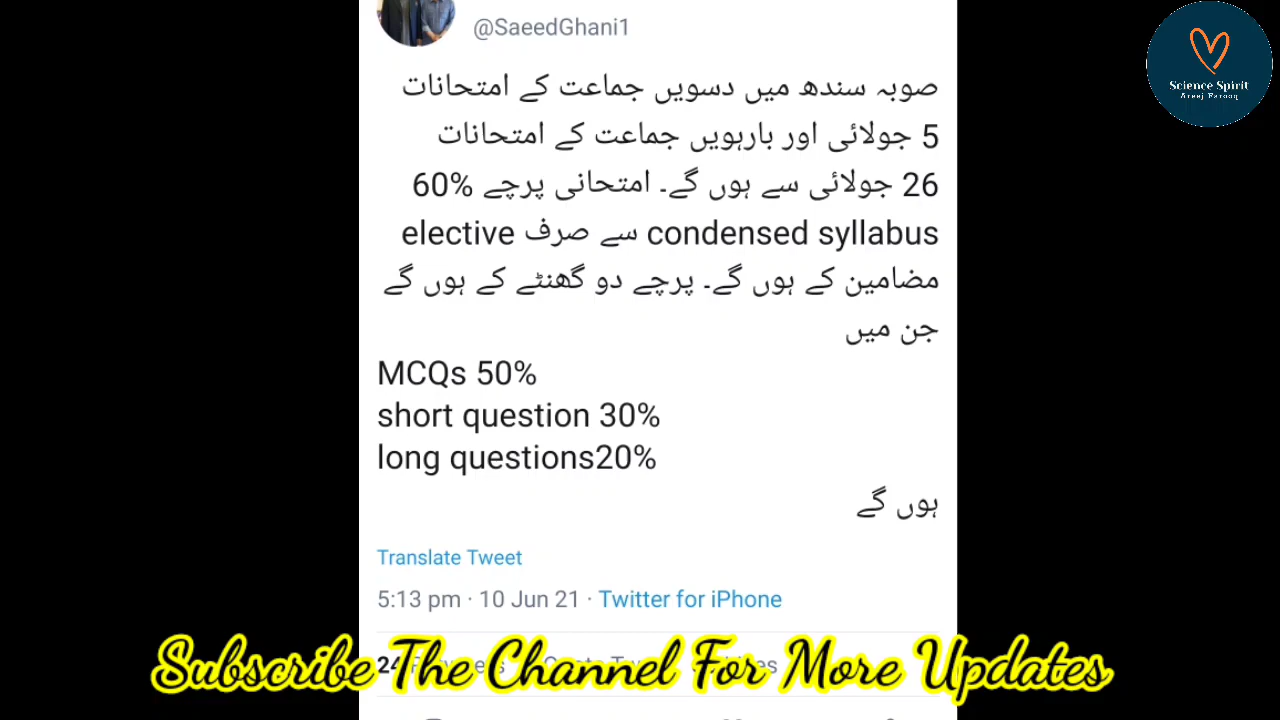 @SaeedGhani1
Science Spirit
Areej Farooq
صوبہ سندھ میں دسویں جماعت کے امتحانات
5 جولائی اور بارہویں جماعت کے امتحانات
26 جولائی سے ہوں گے۔ امتحانی پرچے 60%
condensed syllabus سے صرف elective
مضامین کے ہوں گے۔ پرچے دو گھنٹے کے ہوں گے
جن میں
MCQs 50%
short question 30%
long questions20%
ہوں گے
Translate Tweet
5:13 pm · 10 Jun 21 · Twitter for iPhone
Subscribe The Channel For More Updates